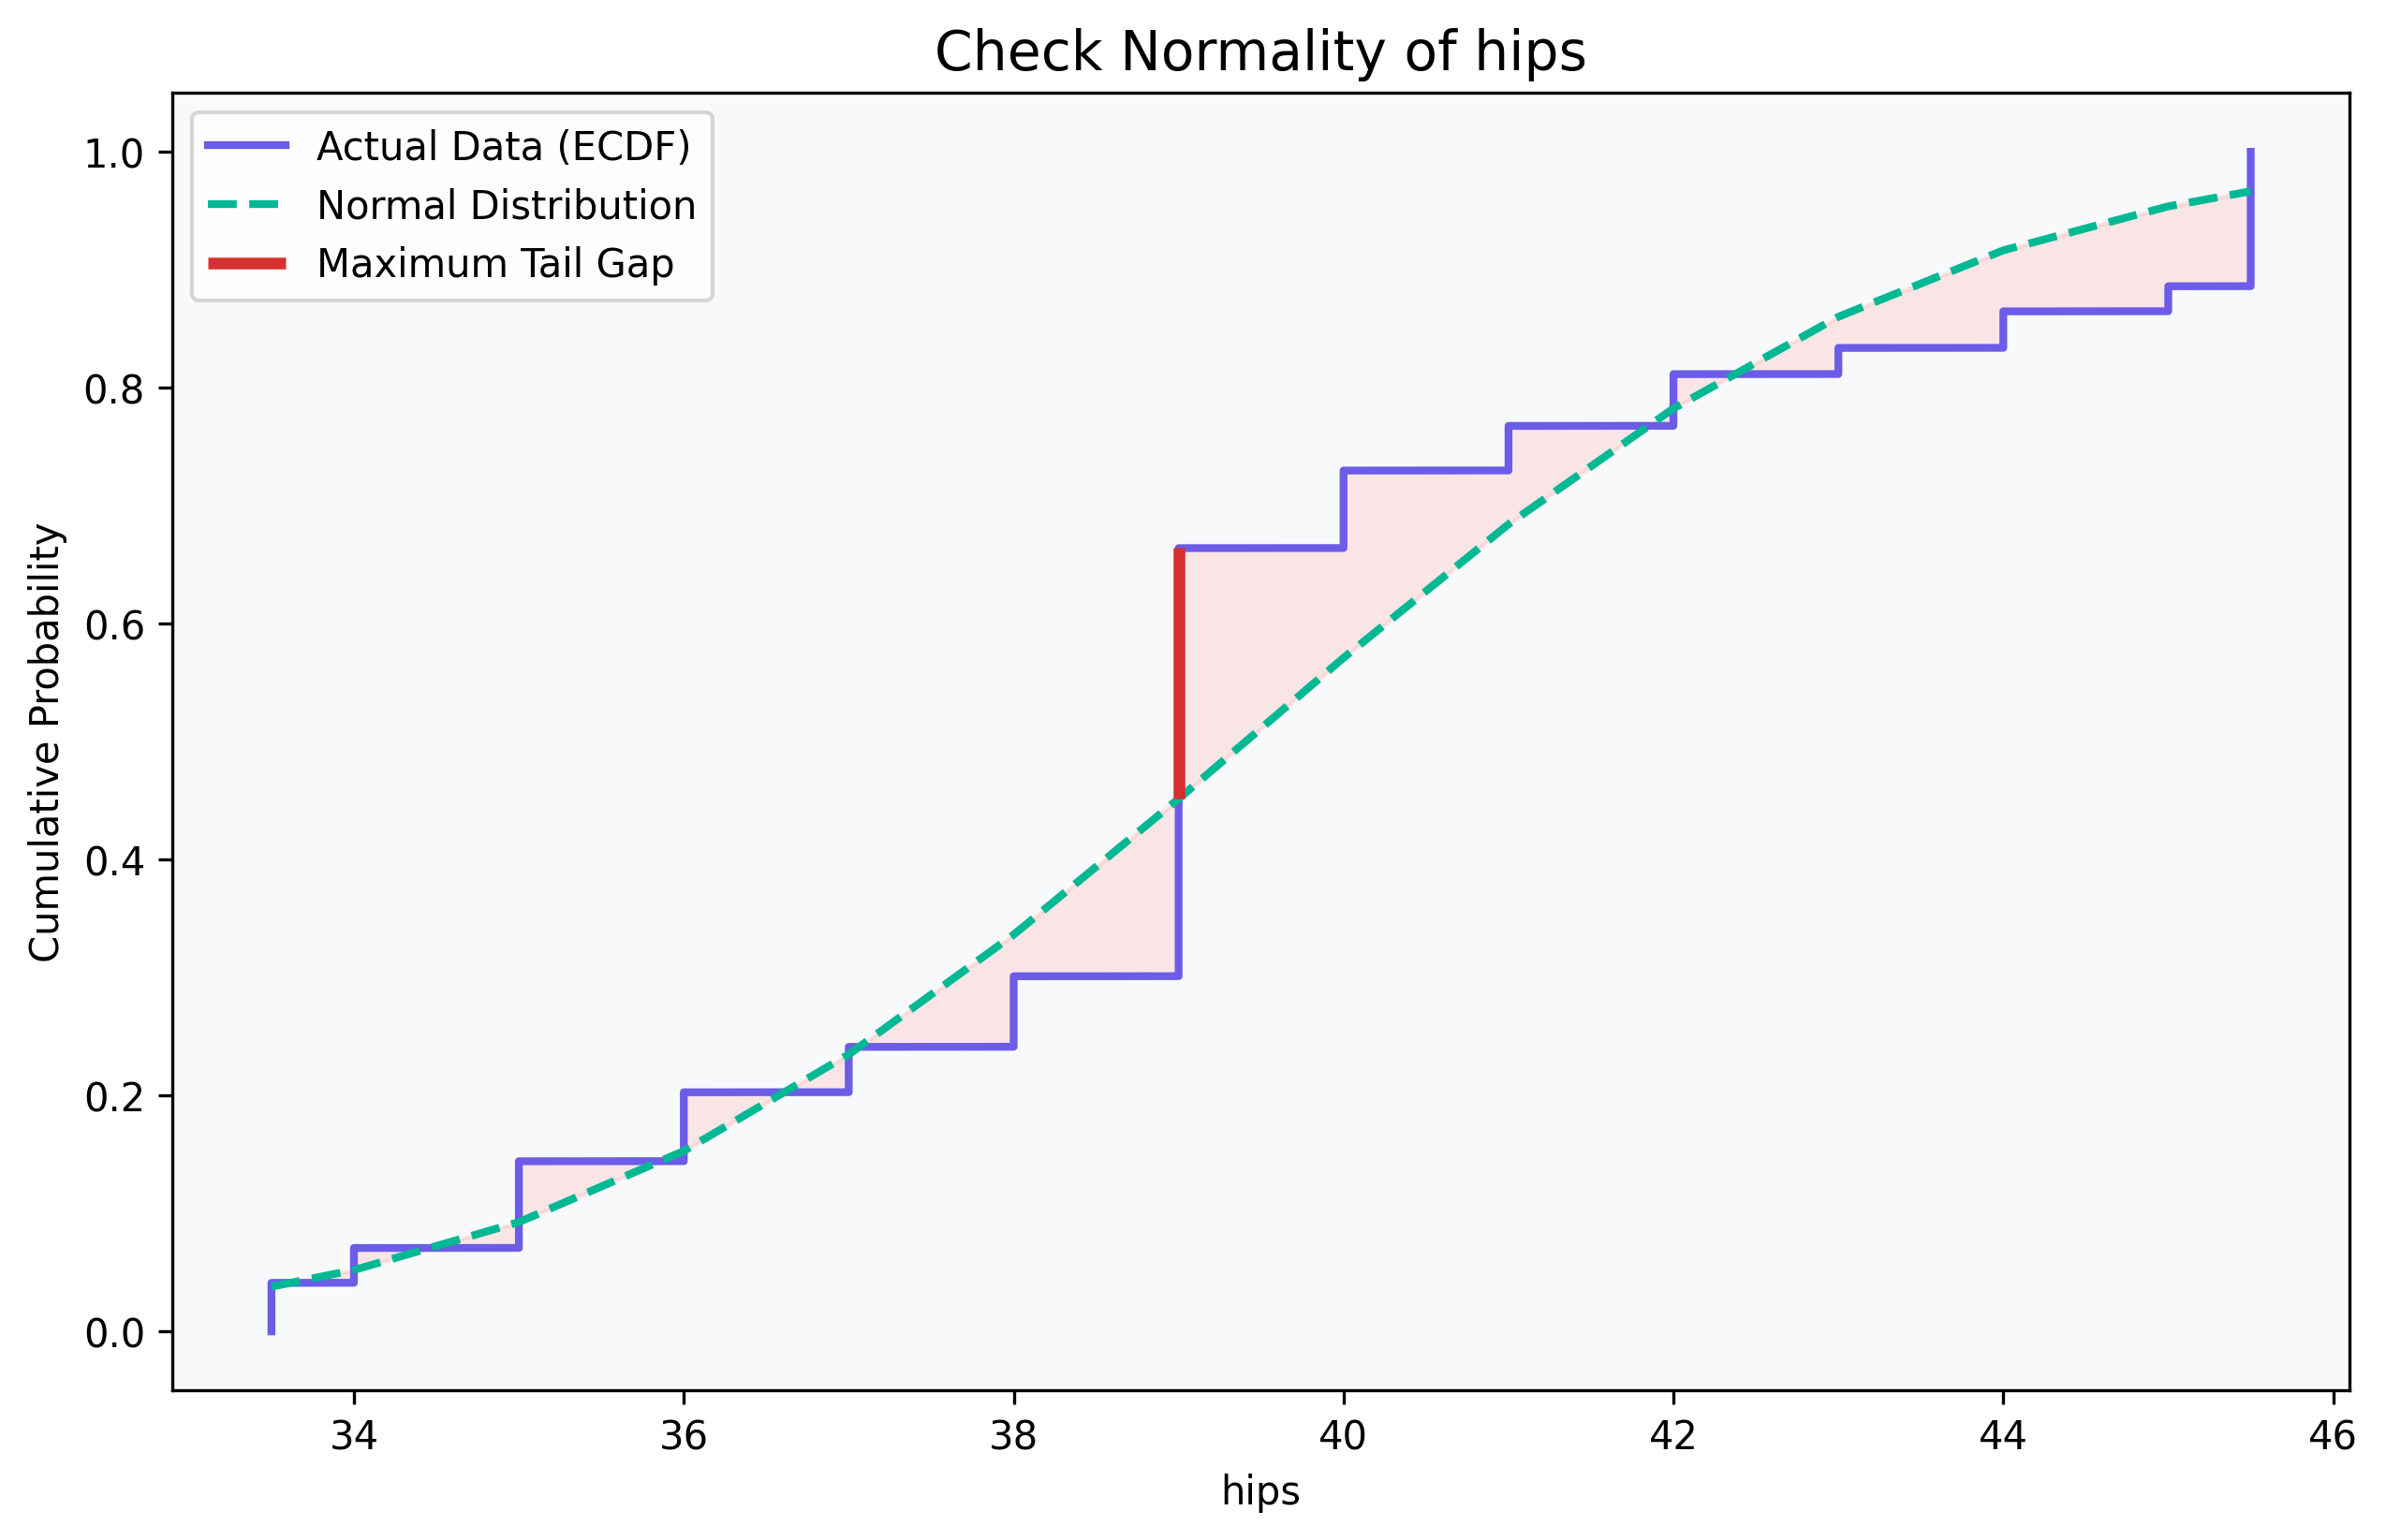 Check Normality of hips
Actual Data (ECDF)
Normal Distribution
Maximum Tail Gap
Cumulative Probability
1.0
0.8
0.6
0.4
0.2
0.0
34
36
38
40
42
44
46
hips